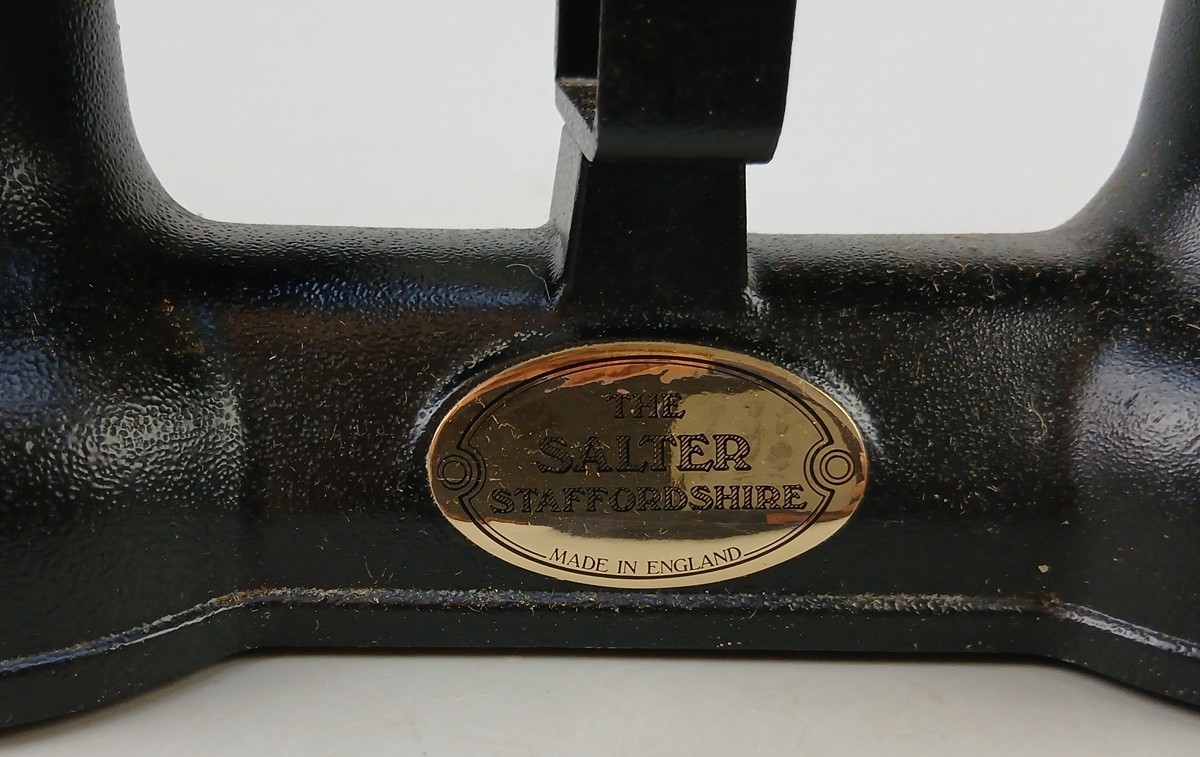 THE
SALTER
STAFFORDSHIRE
MADE IN ENGLAND